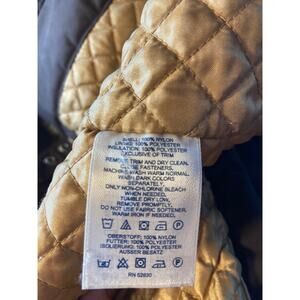 SHELL: 100% NYLON
LINING: 100% POLYESTER
INSULATION: 100% POLYESTER
EXCLUSIVE OF TRIM
REMOVE TRIM AND DRY CLEAN.
CLOSE FASTENERS,
MACHINE WASH WARM NORMAL.
WASH DARK COLORS
SEPARATELY,
ONLY NON-CHLORINE BLEACH
WHEN NEEDED.
TUMBLE DRY LOW.
REMOVE PROMPTLY.
DO NOT USE FABRIC SOFTENER.
WARM IRON IF NEEDED.
OBERSTOFF: 100% NYLON
FUTTER: 100% POLYESTER
ISOLIERUNG: 100% POLYESTER
AUSSER BESATZ
RN 62630